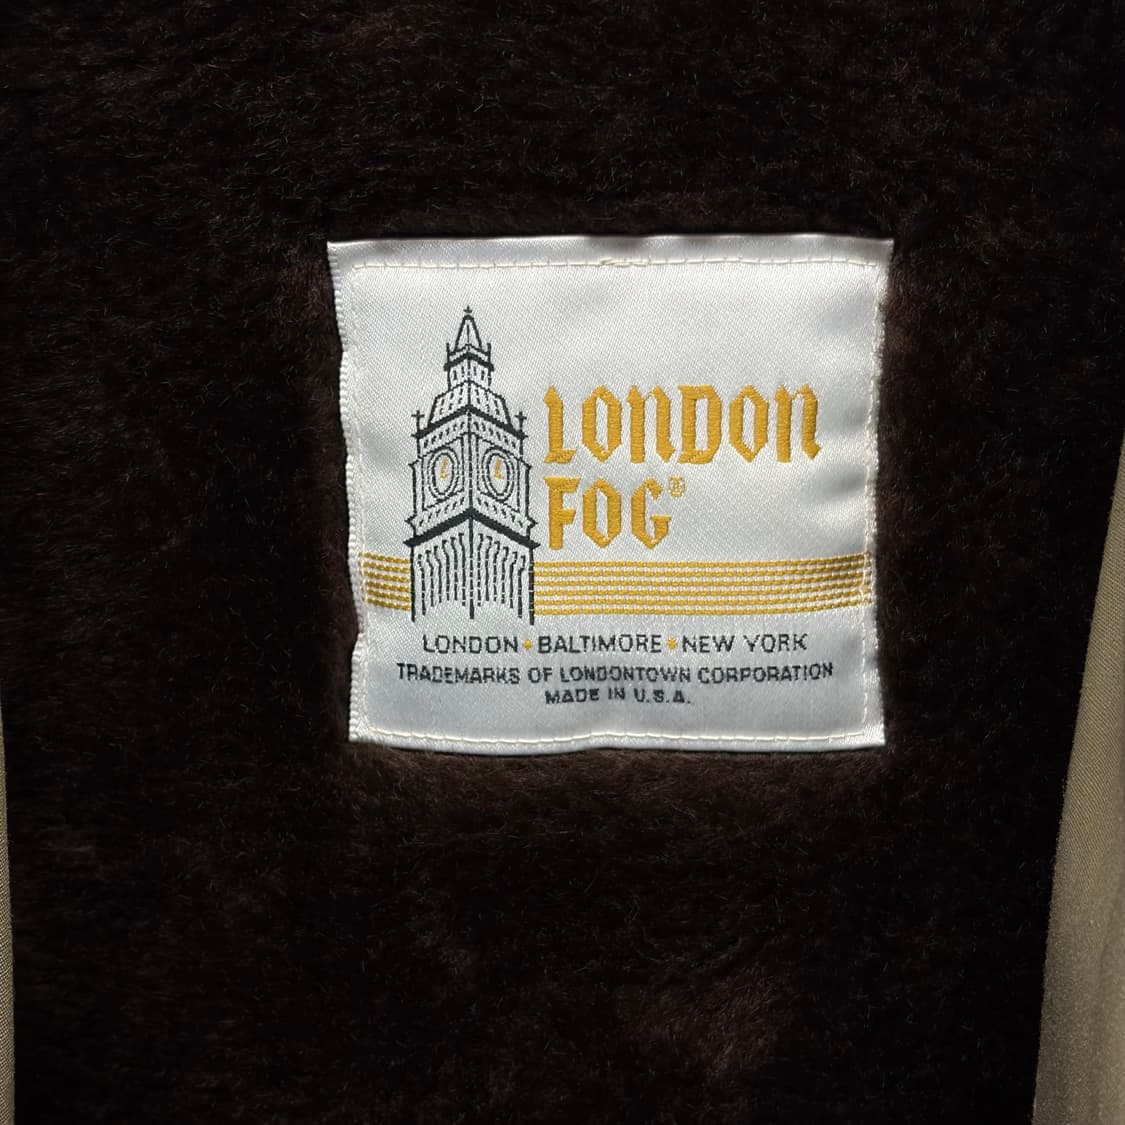 LONDON
FOG®
LONDON • BALTIMORE • NEW YORK
TRADEMARKS OF LONDONTOWN CORPORATION
MADE IN U.S.A.